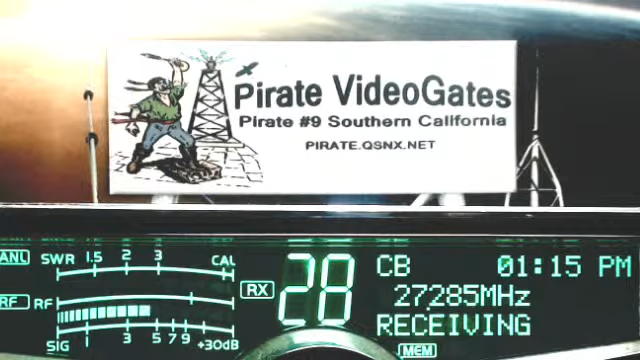 Pirate VideoGates
Pirate #9 Southern California
PIRATE.QSNX.NET
ANL SWR 1.5 2 3 CAL
RX 28 CB 01:15 PM
RF RF 27285MHz
RECEIVING
SIG 1 3 5 7 9 +30dB
MEM